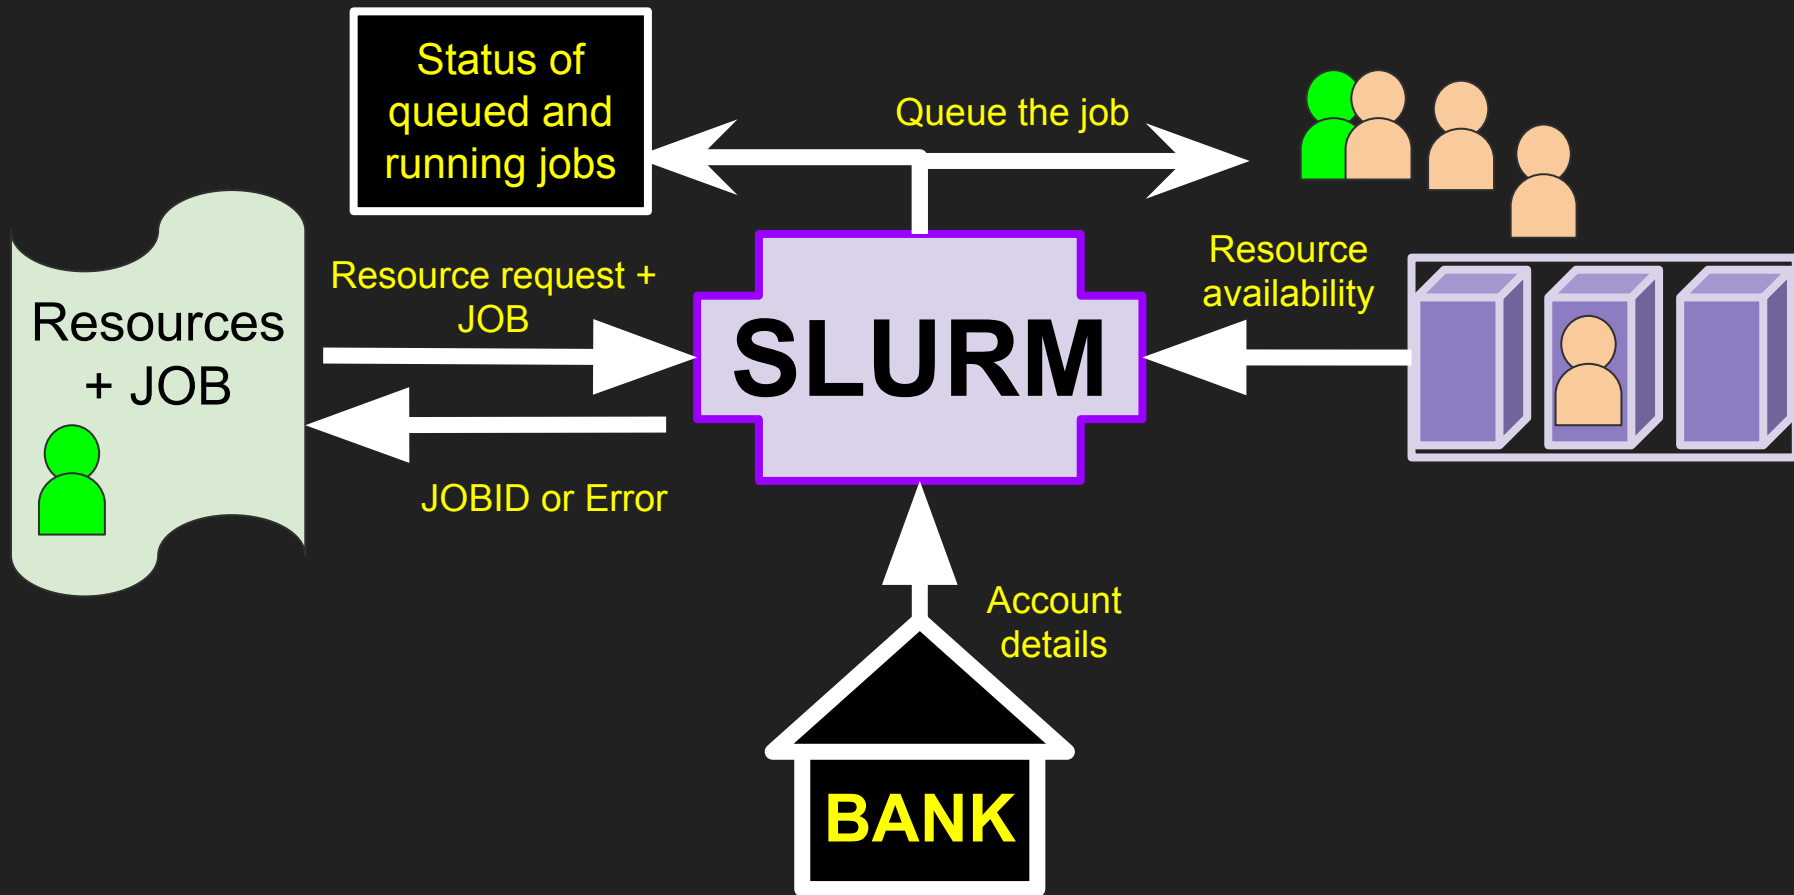 Status of
queued and
running jobs
Queue the job
Resources
+ JOB
Resource request +
JOB
JOBID or Error
SLURM
Resource
availability
Account
details
BANK